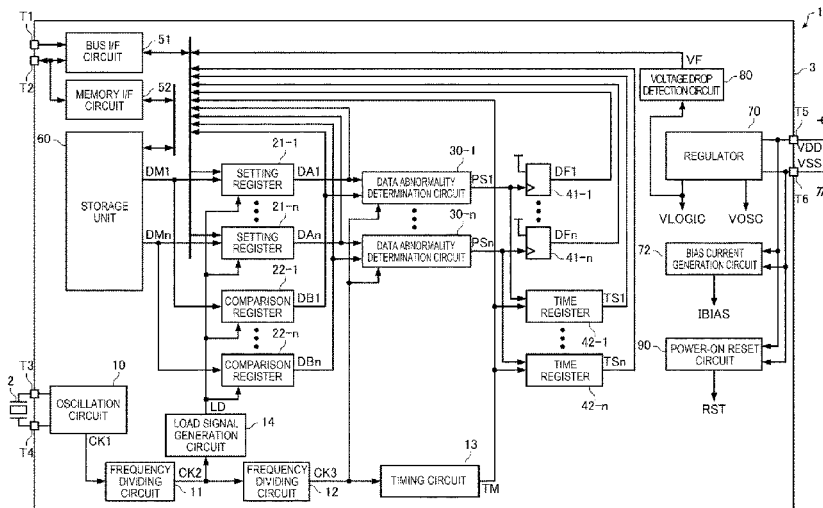 T1
BUS I/F CIRCUIT
51
T2
MEMORY I/F CIRCUIT
52
60
STORAGE UNIT
DM1
DMn
21-1
SETTING REGISTER
DA1
21-n
SETTING REGISTER
DAn
22-1
COMPARISON REGISTER
DB1
22-n
COMPARISON REGISTER
DBn
30-1
DATA ABNORMALITY DETERMINATION CIRCUIT
PS1
30-n
DATA ABNORMALITY DETERMINATION CIRCUIT
PSn
DF1
41-1
DFn
41-n
TIME REGISTER
TS1
42-1
TIME REGISTER
TSn
42-n
VF
VOLTAGE DROP DETECTION CIRCUIT
80
1
3
70
REGULATOR
T5
6
VDD
VSS
T6
7
VLOGIC
VOSC
72
BIAS CURRENT GENERATION CIRCUIT
IBIAS
90
POWER-ON RESET CIRCUIT
RST
T3
2
T4
10
OSCILLATION CIRCUIT
CK1
LD
LOAD SIGNAL GENERATION CIRCUIT
14
FREQUENCY DIVIDING CIRCUIT
11
CK2
FREQUENCY DIVIDING CIRCUIT
12
CK3
13
TIMING CIRCUIT
TM